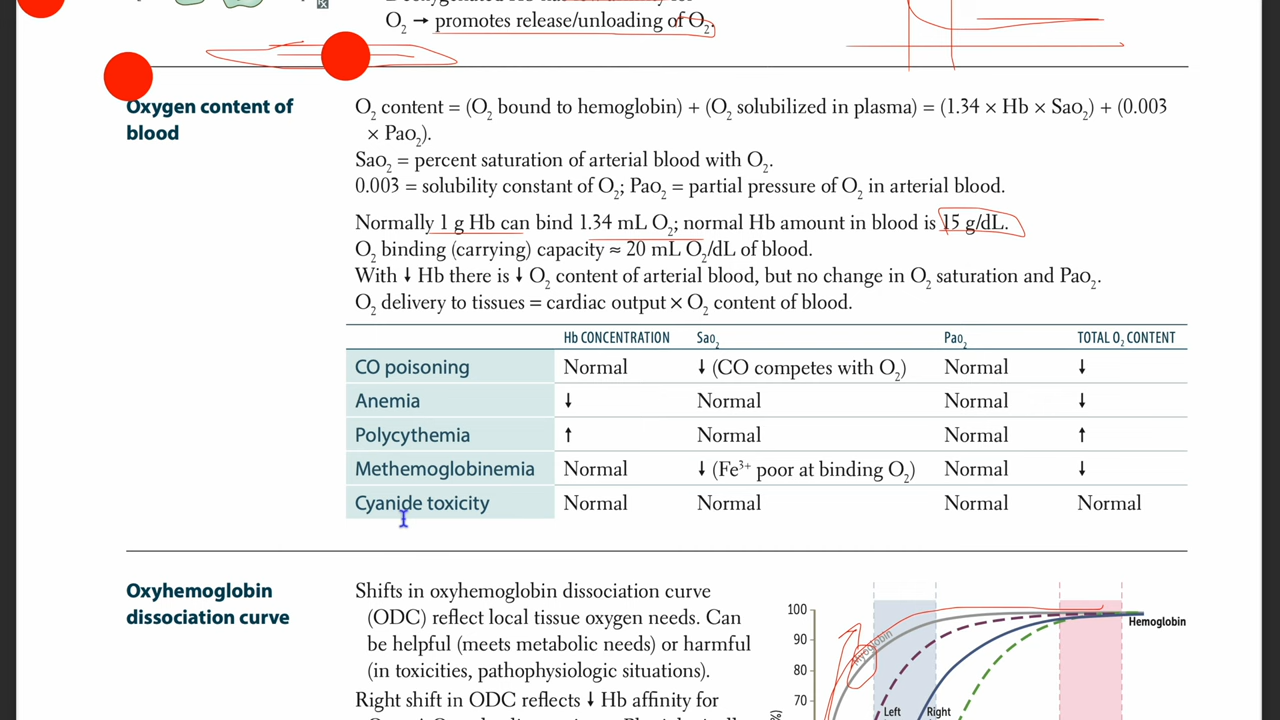 O2 → promotes release/unloading of O2.
Oxygen content of
blood
O2 content = (O2 bound to hemoglobin) + (O2 solubilized in plasma) = (1.34 × Hb × Sao2) + (0.003
× Pao2).
Sao2 = percent saturation of arterial blood with O2.
0.003 = solubility constant of O2; Pao2 = partial pressure of O2 in arterial blood.
Normally 1 g Hb can bind 1.34 mL O2; normal Hb amount in blood is 15 g/dL.
O2 binding (carrying) capacity ≈ 20 mL O2/dL of blood.
With ↓ Hb there is ↓ O2 content of arterial blood, but no change in O2 saturation and Pao2.
O2 delivery to tissues = cardiac output × O2 content of blood.
Hb CONCENTRATION Sao2 Pao2 TOTAL O2 CONTENT
CO poisoning Normal ↓ (CO competes with O2) Normal ↓
Anemia ↓ Normal Normal ↓
Polycythemia ↑ Normal Normal ↑
Methemoglobinemia Normal ↓ (Fe3+ poor at binding O2) Normal ↓
Cyanide toxicity Normal Normal Normal Normal
Oxyhemoglobin
dissociation curve
Shifts in oxyhemoglobin dissociation curve
(ODC) reflect local tissue oxygen needs. Can
be helpful (meets metabolic needs) or harmful
(in toxicities, pathophysiologic situations).
Right shift in ODC reflects ↓ Hb affinity for
100
90
80
70
Myoglobin
Hemoglobin
Left Right